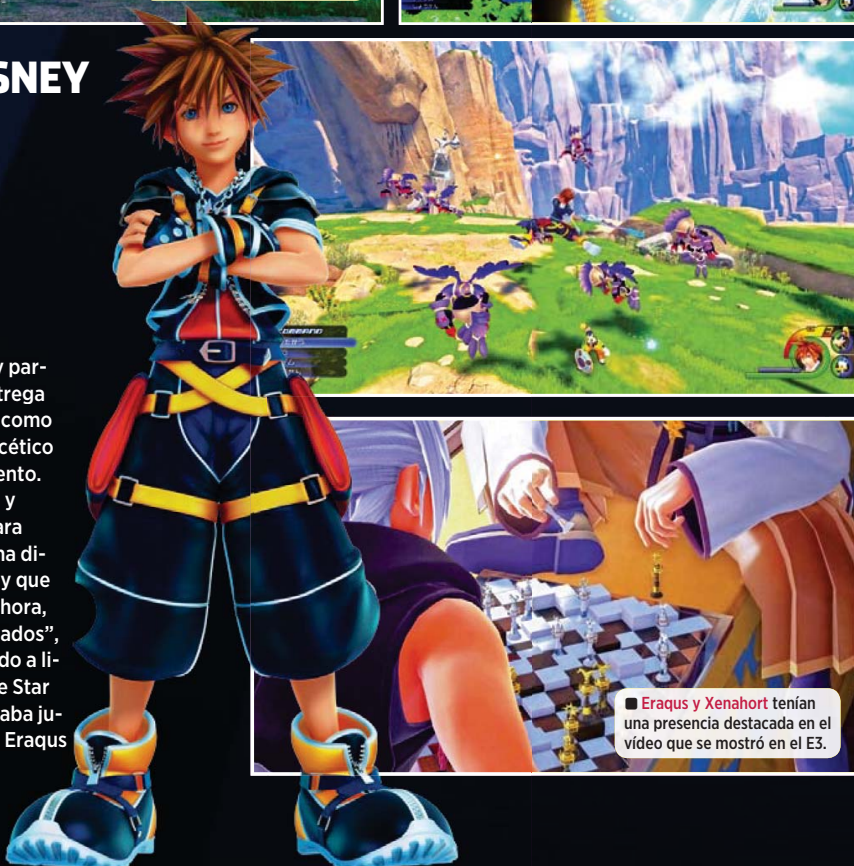 SNEY
y par-
trega
como
cético
ento.
y
ara
na di-
y que
hora,
ados”,
do a li-
e Star
aba ju-
Eraqus
COMMAND
■ Eraqus y Xenahort tenían
una presencia destacada en el
vídeo que se mostró en el E3.